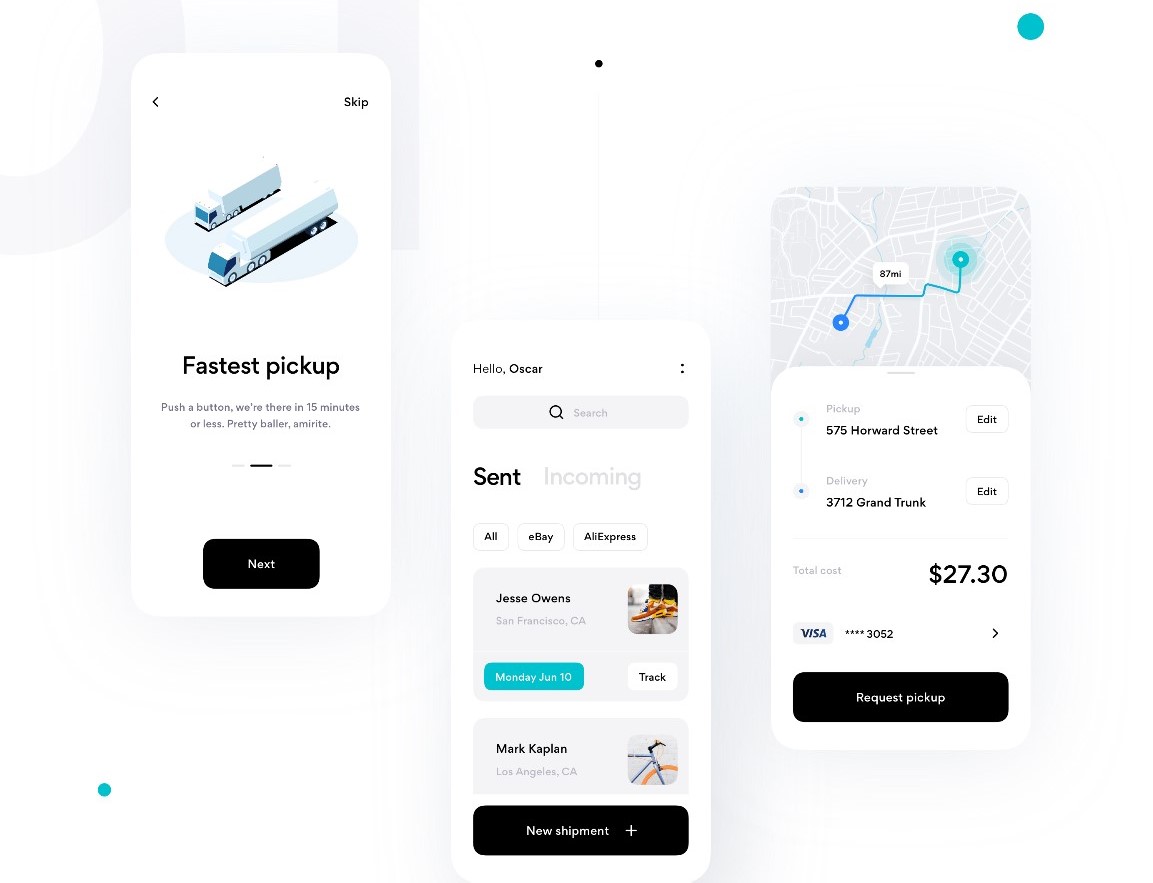 Skip
Fastest pickup
Push a button, we're there in 15 minutes
or less. Pretty baller, amirite.
Next
Hello, Oscar
Search
Sent Incoming
All eBay AliExpress
Jesse Owens
San Francisco, CA
Monday Jun 10 Track
Mark Kaplan
Los Angeles, CA
New shipment +
87mi
Pickup
575 Horward Street Edit
Delivery
3712 Grand Trunk Edit
Total cost $27.30
VISA **** 3052
Request pickup